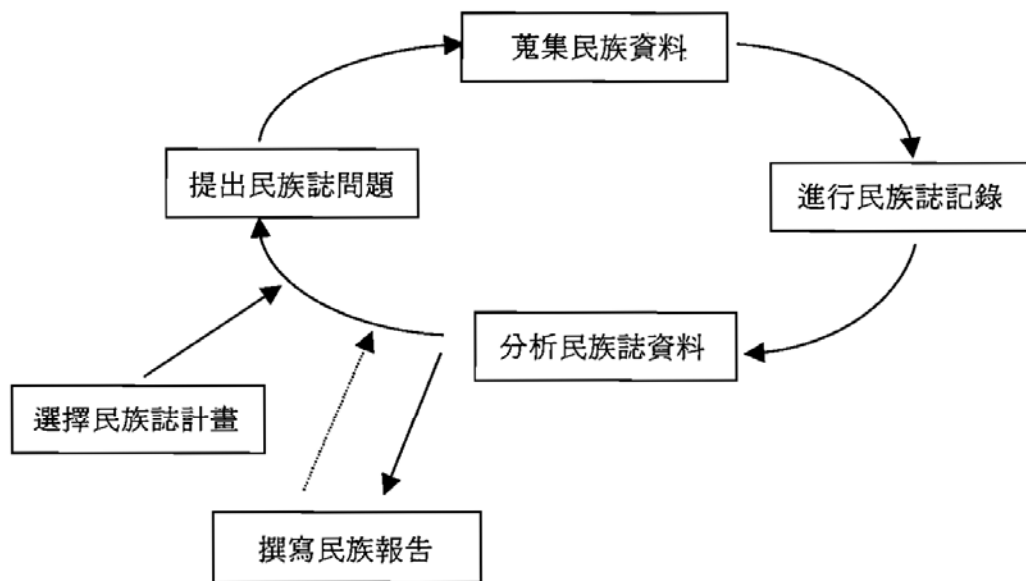 蒐集民族資料
提出民族誌問題
進行民族誌記錄
分析民族誌資料
選擇民族誌計畫
撰寫民族報告